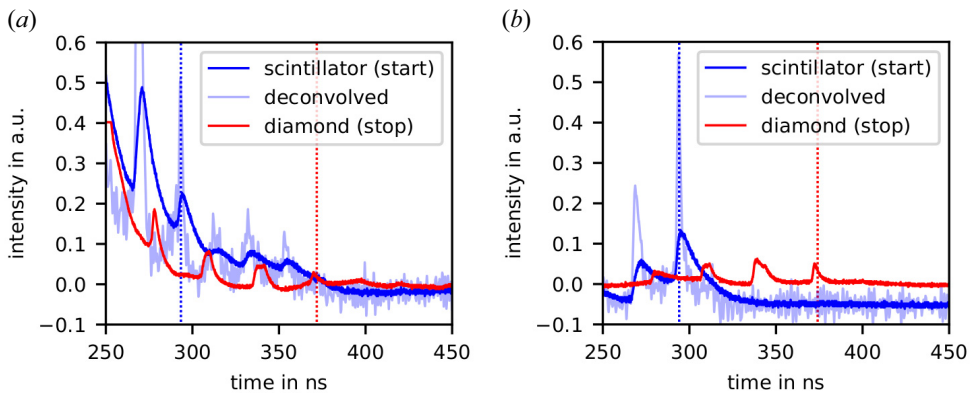 (a)
0.6
0.5
0.4
0.3
0.2
0.1
0.0
−0.1
intensity in a.u.
scintillator (start)
deconvolved
diamond (stop)
250 300 350 400 450
time in ns
(b)
0.6
0.5
0.4
0.3
0.2
0.1
0.0
−0.1
intensity in a.u.
scintillator (start)
deconvolved
diamond (stop)
250 300 350 400 450
time in ns